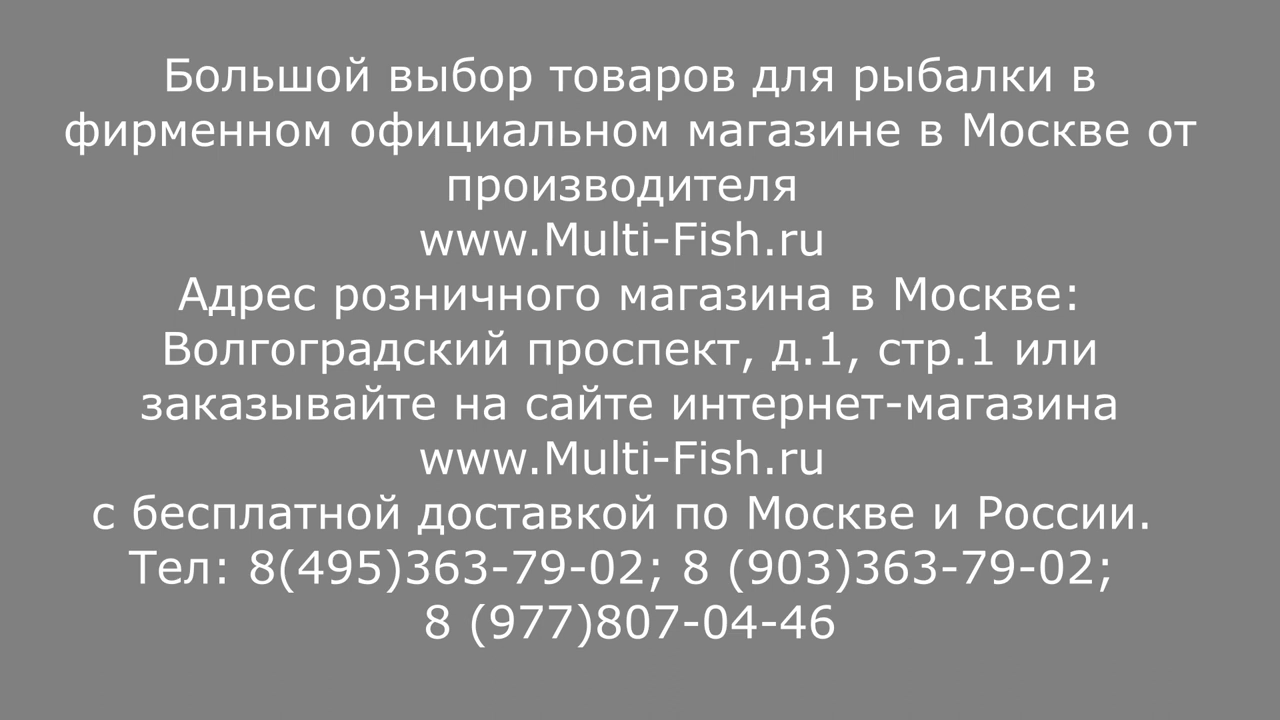 Большой выбор товаров для рыбалки в
фирменном официальном магазине в Москве от
производителя
www.Multi-Fish.ru
Адрес розничного магазина в Москве:
Волгоградский проспект, д.1, стр.1 или
заказывайте на сайте интернет-магазина
www.Multi-Fish.ru
с бесплатной доставкой по Москве и России.
Тел: 8(495)363-79-02; 8 (903)363-79-02;
8 (977)807-04-46